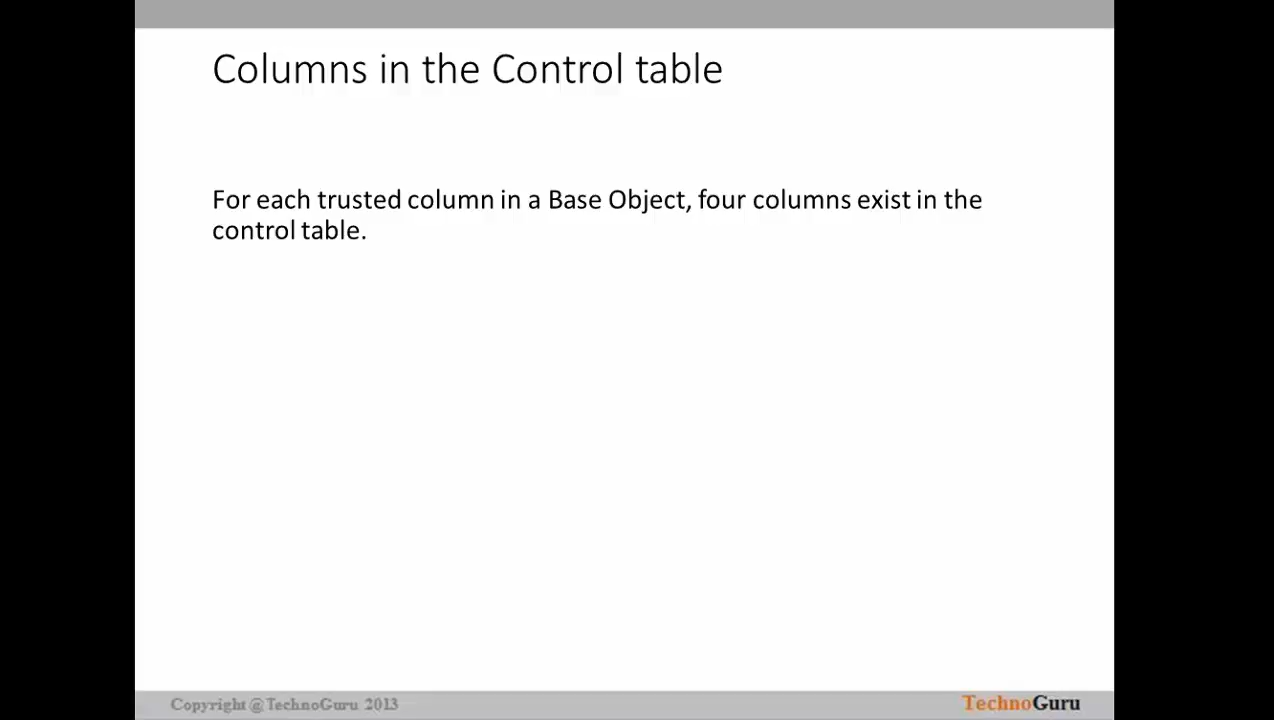 Columns in the Control table
For each trusted column in a Base Object, four columns exist in the
control table.
Copyright @ TechnoGuru 2013
TechnoGuru